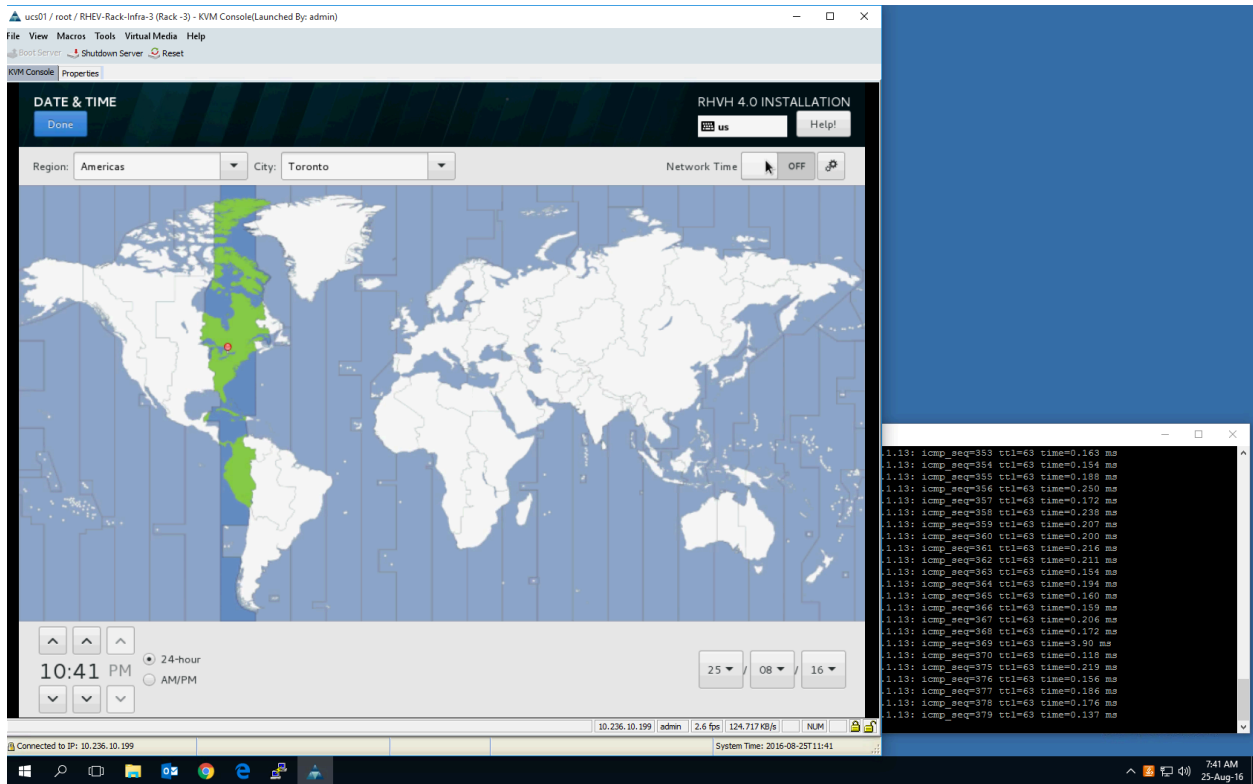 ucs01 / root / RHEV-Rack-Infra-3 (Rack -3) - KVM Console(Launched By: admin)
File View Macros Tools Virtual Media Help
Boot Server Shutdown Server Reset
KVM Console Properties
DATE & TIME
RHVH 4.0 INSTALLATION
Done
us
Help!
Region: Americas City: Toronto Network Time OFF
10:41 PM
24-hour
AM/PM
25 / 08 / 16
10.236.10.199 admin 2.6 fps 124.717 KB/s NUM
Connected to IP: 10.236.10.199 System Time: 2016-08-25T11:41
.1.13: icmp_seq=353 ttl=63 time=0.163 ms
.1.13: icmp_seq=354 ttl=63 time=0.154 ms
.1.13: icmp_seq=355 ttl=63 time=0.188 ms
.1.13: icmp_seq=356 ttl=63 time=0.250 ms
.1.13: icmp_seq=357 ttl=63 time=0.172 ms
.1.13: icmp_seq=358 ttl=63 time=0.238 ms
.1.13: icmp_seq=359 ttl=63 time=0.207 ms
.1.13: icmp_seq=360 ttl=63 time=0.200 ms
.1.13: icmp_seq=361 ttl=63 time=0.216 ms
.1.13: icmp_seq=362 ttl=63 time=0.211 ms
.1.13: icmp_seq=363 ttl=63 time=0.154 ms
.1.13: icmp_seq=364 ttl=63 time=0.194 ms
.1.13: icmp_seq=365 ttl=63 time=0.160 ms
.1.13: icmp_seq=366 ttl=63 time=0.159 ms
.1.13: icmp_seq=367 ttl=63 time=0.206 ms
.1.13: icmp_seq=368 ttl=63 time=0.172 ms
.1.13: icmp_seq=369 ttl=63 time=3.90 ms
.1.13: icmp_seq=370 ttl=63 time=0.118 ms
.1.13: icmp_seq=375 ttl=63 time=0.219 ms
.1.13: icmp_seq=376 ttl=63 time=0.156 ms
.1.13: icmp_seq=377 ttl=63 time=0.186 ms
.1.13: icmp_seq=378 ttl=63 time=0.176 ms
.1.13: icmp_seq=379 ttl=63 time=0.137 ms
7:41 AM
25-Aug-16